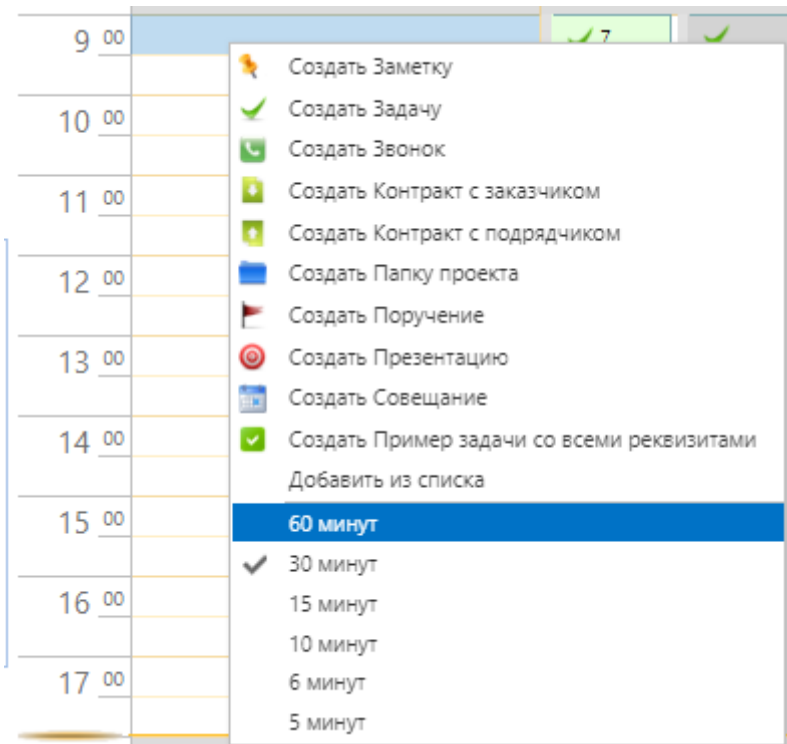 9 00
7
Создать Заметку
10 00
Создать Задачу
Создать Звонок
11 00
Создать Контракт с заказчиком
Создать Контракт с подрядчиком
12 00
Создать Папку проекта
Создать Поручение
13 00
Создать Презентацию
Создать Совещание
14 00
Создать Пример задачи со всеми реквизитами
Добавить из списка
15 00
60 минут
30 минут
16 00
15 минут
10 минут
17 00
6 минут
5 минут